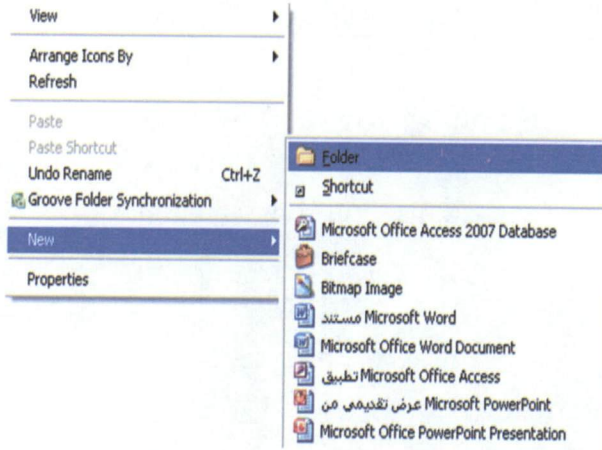 View
Arrange Icons By
Refresh
Paste
Paste Shortcut
Undo Rename Ctrl+Z
Groove Folder Synchronization
New
Properties
Folder
Shortcut
Microsoft Office Access 2007 Database
Briefcase
Bitmap Image
مستند Microsoft Word
Microsoft Office Word Document
تطبيق Microsoft Office Access
عرض تقديمي من Microsoft PowerPoint
Microsoft Office PowerPoint Presentation